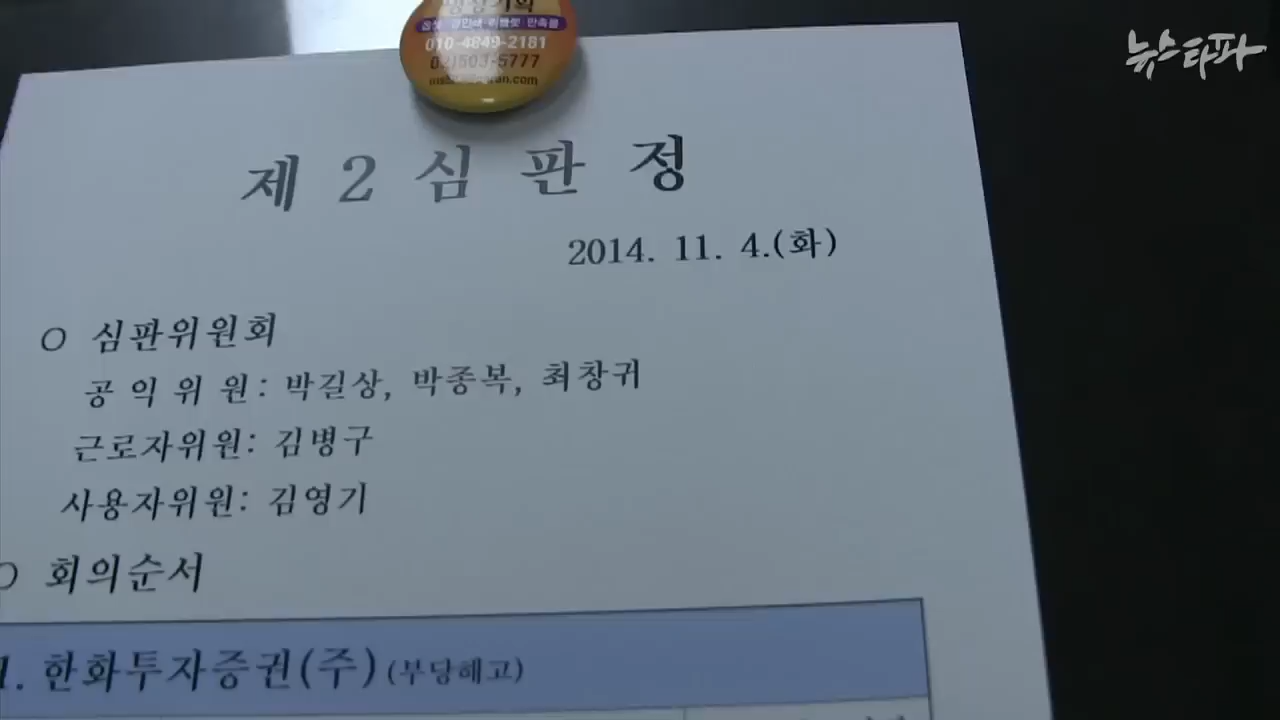 뉴스타파
010-4849-2181
02)503-5777
제 2 심 판 정
2014. 11. 4.(화)
○ 심판위원회
공 익 위 원: 박길상, 박종복, 최창귀
근로자위원: 김병구
사용자위원: 김영기
○ 회의순서
1. 한화투자증권(주) (부당해고)